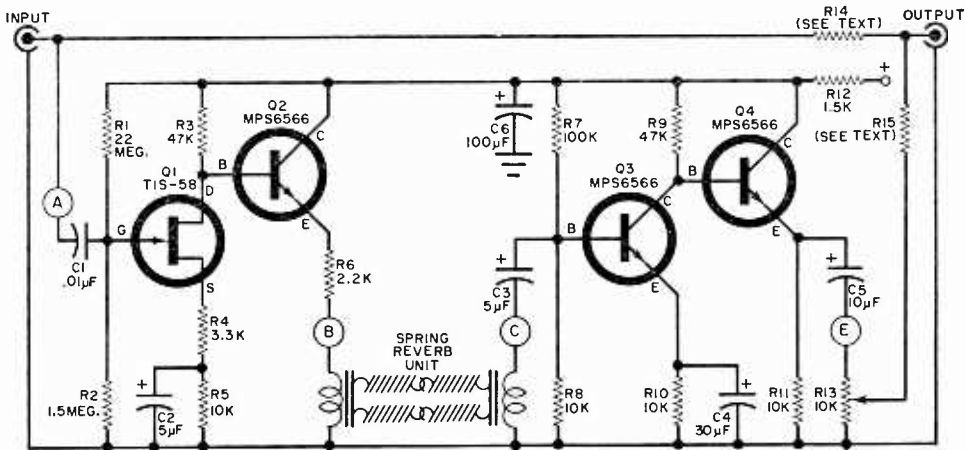 INPUT
R14
(SEE TEXT)
OUTPUT
R1
22
MEG.
R3
47K
Q2
MPS6566
C
B
E
Q1
TIS-58
D
G
S
A
C1
.01µF
R4
3.3K
R2
1.5MEG.
+
C2
5µF
R5
10K
R6
2.2K
B
SPRING
REVERB
UNIT
+
C6
100µF
R7
100K
R9
47K
Q4
MPS6566
C
B
E
+
R12
1.5K
R15
(SEE TEXT)
Q3
MPS6566
C
B
E
+
C3
5µF
C
R8
10K
R10
10K
+
C4
30µF
R11
10K
+
C5
10µF
E
R13
10K